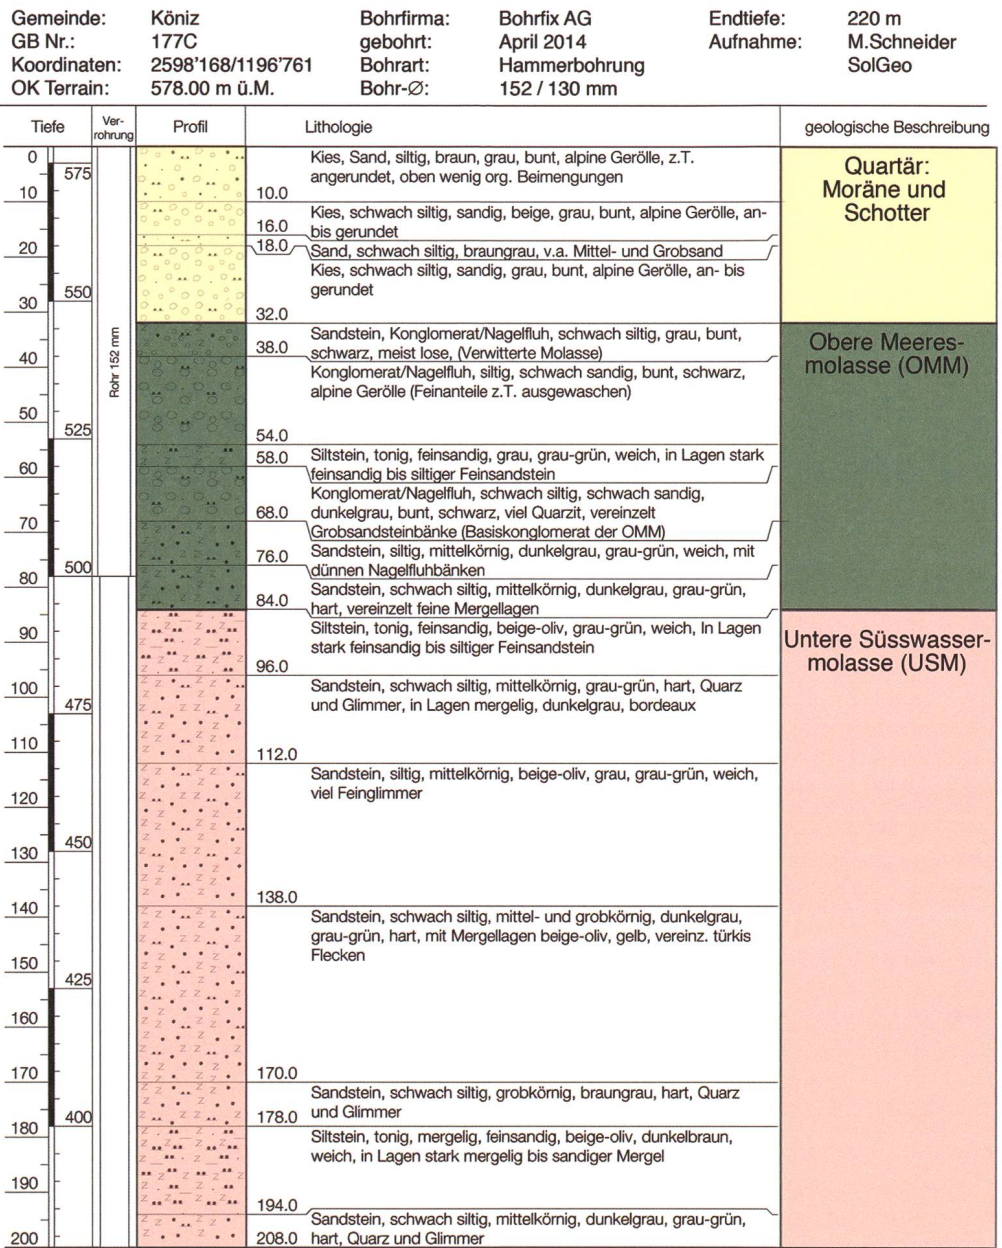 Gemeinde: Köniz Bohrfirma: Bohrfix AG Endtiefe: 220 m
GB Nr.: 177C gebohrt: April 2014 Aufnahme: M.Schneider
Koordinaten: 2598'168/1196'761 Bohrart: Hammerbohrung SolGeo
OK Terrain: 578.00 m ü.M. Bohr-Ø: 152 / 130 mm
Tiefe Ver- rohrung Profil Lithologie geologische Beschreibung
0
10
20
30
40
50
60
70
80
90
100
110
120
130
140
150
160
170
180
190
200
575
550
525
500
475
450
425
400
Rohr 152 mm
Kies, Sand, siltig, braun, grau, bunt, alpine Gerölle, z.T.
angerundet, oben wenig org. Beimengungen
10.0
Kies, schwach siltig, sandig, beige, grau, bunt, alpine Gerölle, an-
bis gerundet
16.0
Sand, schwach siltig, braungrau, v.a. Mittel- und Grobsand
18.0
Kies, schwach siltig, sandig, grau, bunt, alpine Gerölle, an- bis
gerundet
32.0
Sandstein, Konglomerat/Nagelfluh, schwach siltig, grau, bunt,
schwarz, meist lose, (Verwitterte Molasse)
38.0
Konglomerat/Nagelfluh, siltig, schwach sandig, bunt, schwarz,
alpine Gerölle (Feinanteile z.T. ausgewaschen)
54.0
Siltstein, tonig, feinsandig, grau, grau-grün, weich, in Lagen stark
feinsandig bis siltiger Feinsandstein
58.0
Konglomerat/Nagelfluh, schwach siltig, schwach sandig,
dunkelgrau, bunt, schwarz, viel Quarzit, vereinzelt
Grobsandsteinbänke (Basiskonglomerat der OMM)
68.0
Sandstein, siltig, mittelkörnig, dunkelgrau, grau-grün, weich, mit
dünnen Nagelfluhbänken
76.0
Sandstein, schwach siltig, mittelkörnig, dunkelgrau, grau-grün,
hart, vereinzelt feine Mergellagen
84.0
Siltstein, tonig, feinsandig, beige-oliv, grau-grün, weich, In Lagen
stark feinsandig bis siltiger Feinsandstein
96.0
Sandstein, schwach siltig, mittelkörnig, grau-grün, hart, Quarz
und Glimmer, in Lagen mergelig, dunkelgrau, bordeaux
112.0
Sandstein, siltig, mittelkörnig, beige-oliv, grau, grau-grün, weich,
viel Feinglimmer
138.0
Sandstein, schwach siltig, mittel- und grobkörnig, dunkelgrau,
grau-grün, hart, mit Mergellagen beige-oliv, gelb, vereinz. türkis
Flecken
170.0
Sandstein, schwach siltig, grobkörnig, braungrau, hart, Quarz
und Glimmer
178.0
Siltstein, tonig, mergelig, feinsandig, beige-oliv, dunkelbraun,
weich, in Lagen stark mergelig bis sandiger Mergel
194.0
Sandstein, schwach siltig, mittelkörnig, dunkelgrau, grau-grün,
hart, Quarz und Glimmer
208.0
Quartär:
Moräne und
Schotter
Obere Meeres-
molasse (OMM)
Untere Süsswasser-
molasse (USM)